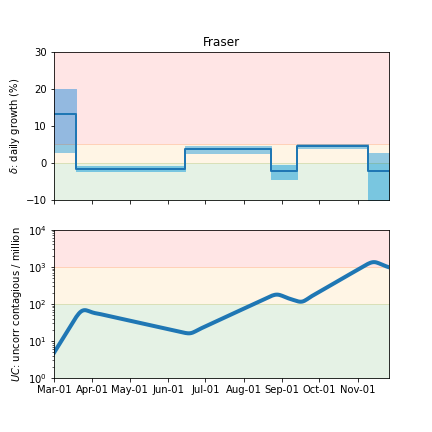 Fraser
30
20
10
0
−10
δ: daily growth (%)
10⁴
10³
10²
10¹
10⁰
UC: uncorr contagious / million
Mar-01 Apr-01 May-01 Jun-01 Jul-01 Aug-01 Sep-01 Oct-01 Nov-01